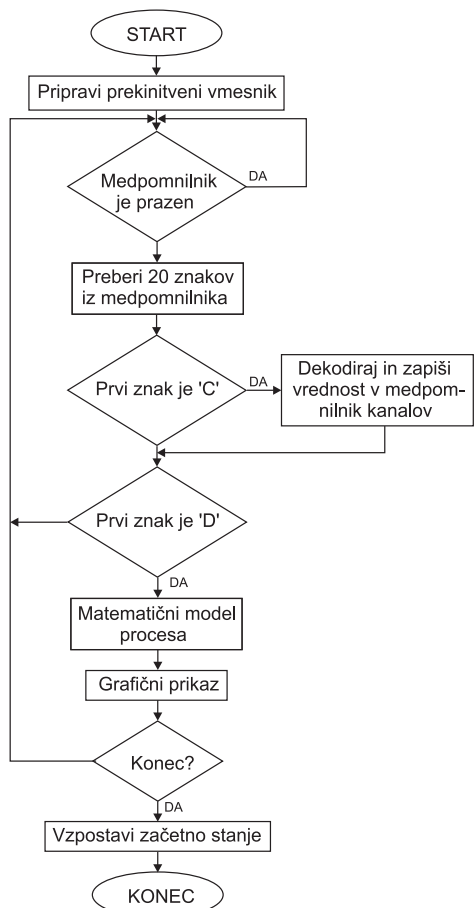 START
Pripravi prekinitveni vmesnik
Medpomnilnik
je prazen
DA
Preberi 20 znakov
iz medpomnilnika
Prvi znak je 'C'
DA
Dekodiraj in zapiši
vrednost v medpom-
nilnik kanalov
Prvi znak je 'D'
DA
Matematični model
procesa
Grafični prikaz
Konec?
DA
Vzpostavi začetno stanje
KONEC